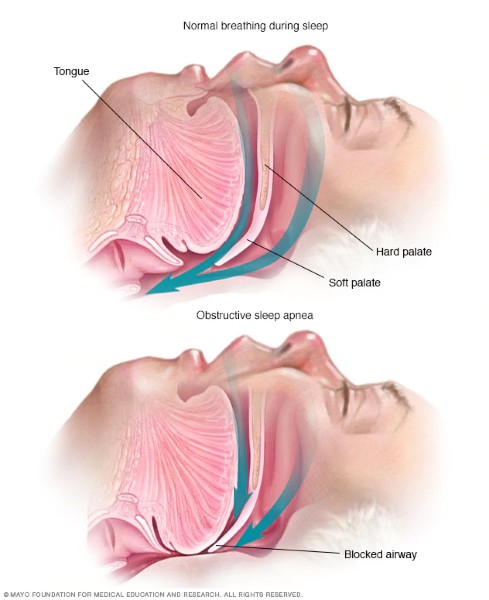 Normal breathing during sleep
Tongue
Hard palate
Soft palate
Obstructive sleep apnea
Blocked airway
© MAYO FOUNDATION FOR MEDICAL EDUCATION AND RESEARCH. ALL RIGHTS RESERVED.